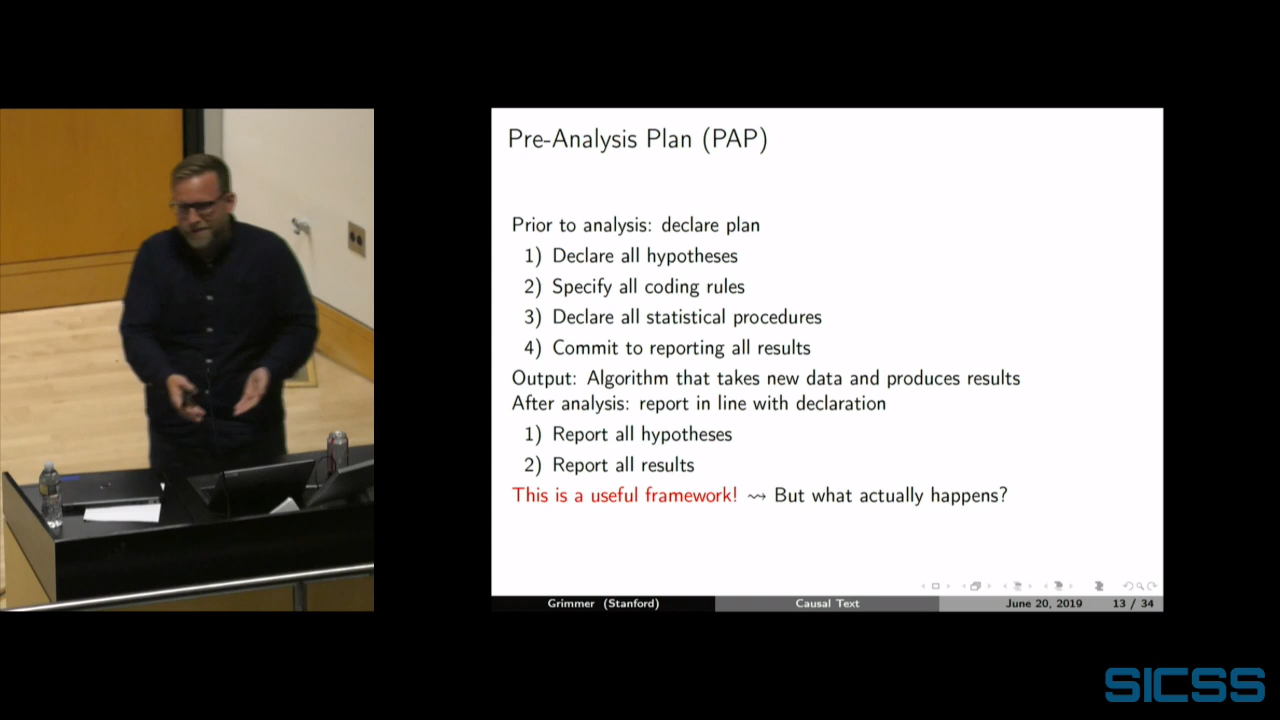 Pre-Analysis Plan (PAP)
Prior to analysis: declare plan
1) Declare all hypotheses
2) Specify all coding rules
3) Declare all statistical procedures
4) Commit to reporting all results
Output: Algorithm that takes new data and produces results
After analysis: report in line with declaration
1) Report all hypotheses
2) Report all results
This is a useful framework! ⇝ But what actually happens?
Grimmer (Stanford) Causal Text June 20, 2019 13 / 34
SICSS